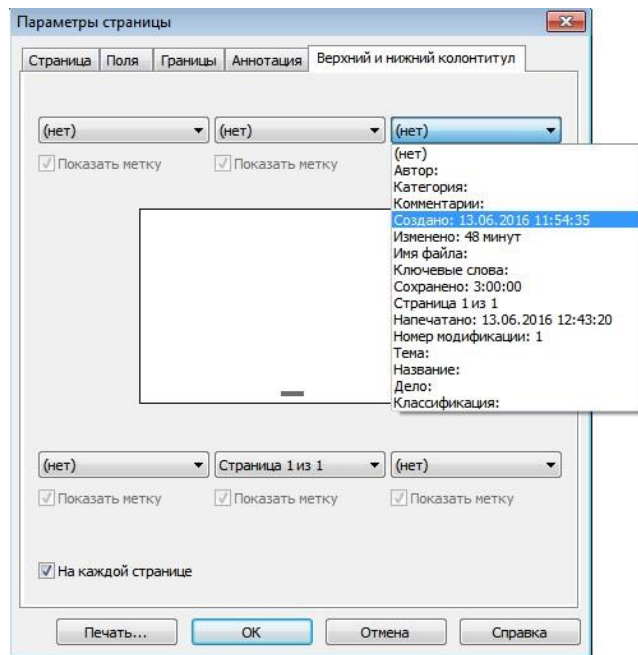 Параметры страницы
Страница Поля Границы Аннотация Верхний и нижний колонтитул
(нет) (нет) (нет)
Показать метку Показать метку
(нет)
Автор:
Категория:
Комментарии:
Создано: 13.06.2016 11:54:35
Изменено: 48 минут
Имя файла:
Ключевые слова:
Сохранено: 3:00:00
Страница 1 из 1
Напечатано: 13.06.2016 12:43:20
Номер модификации: 1
Тема:
Название:
Дело:
Классификация:
(нет) Страница 1 из 1 (нет)
Показать метку Показать метку Показать метку
На каждой странице
Печать... ОК Отмена Справка